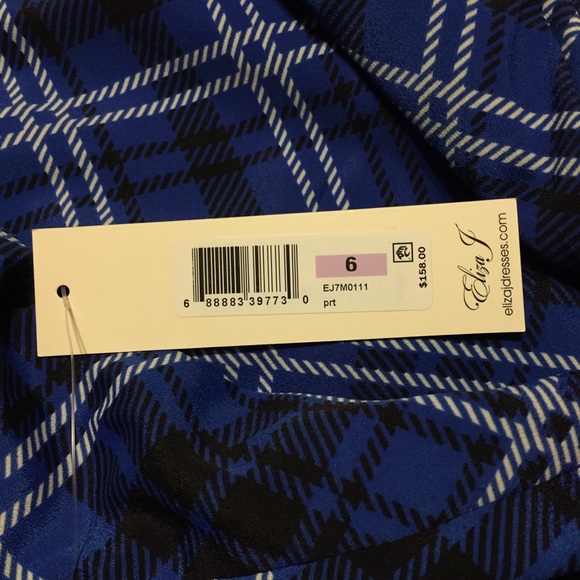 6
EJ7M0111
prt
6 88883 39773 0
$158.00
Eliza J
elizajdresses.com